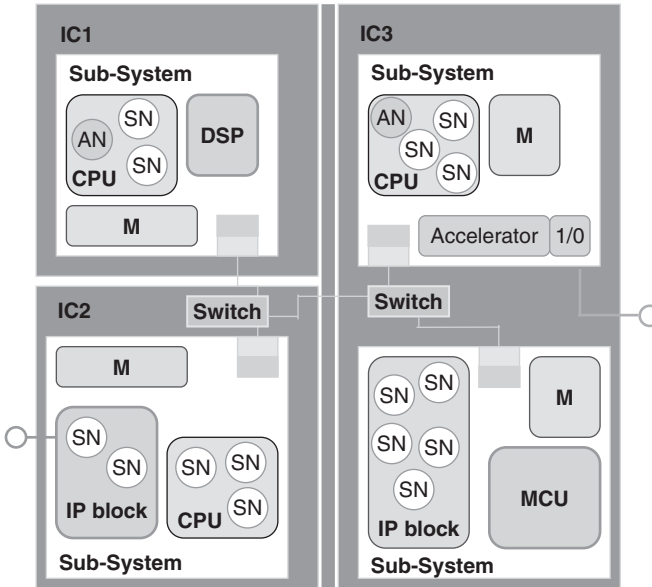 IC1
Sub-System
AN
SN
SN
CPU
DSP
M
IC3
Sub-System
AN
SN
SN
SN
CPU
M
Accelerator
1/0
Switch
Switch
IC2
M
SN
SN
IP block
SN
SN
SN
CPU
Sub-System
SN
SN
SN
SN
SN
IP block
M
MCU
Sub-System